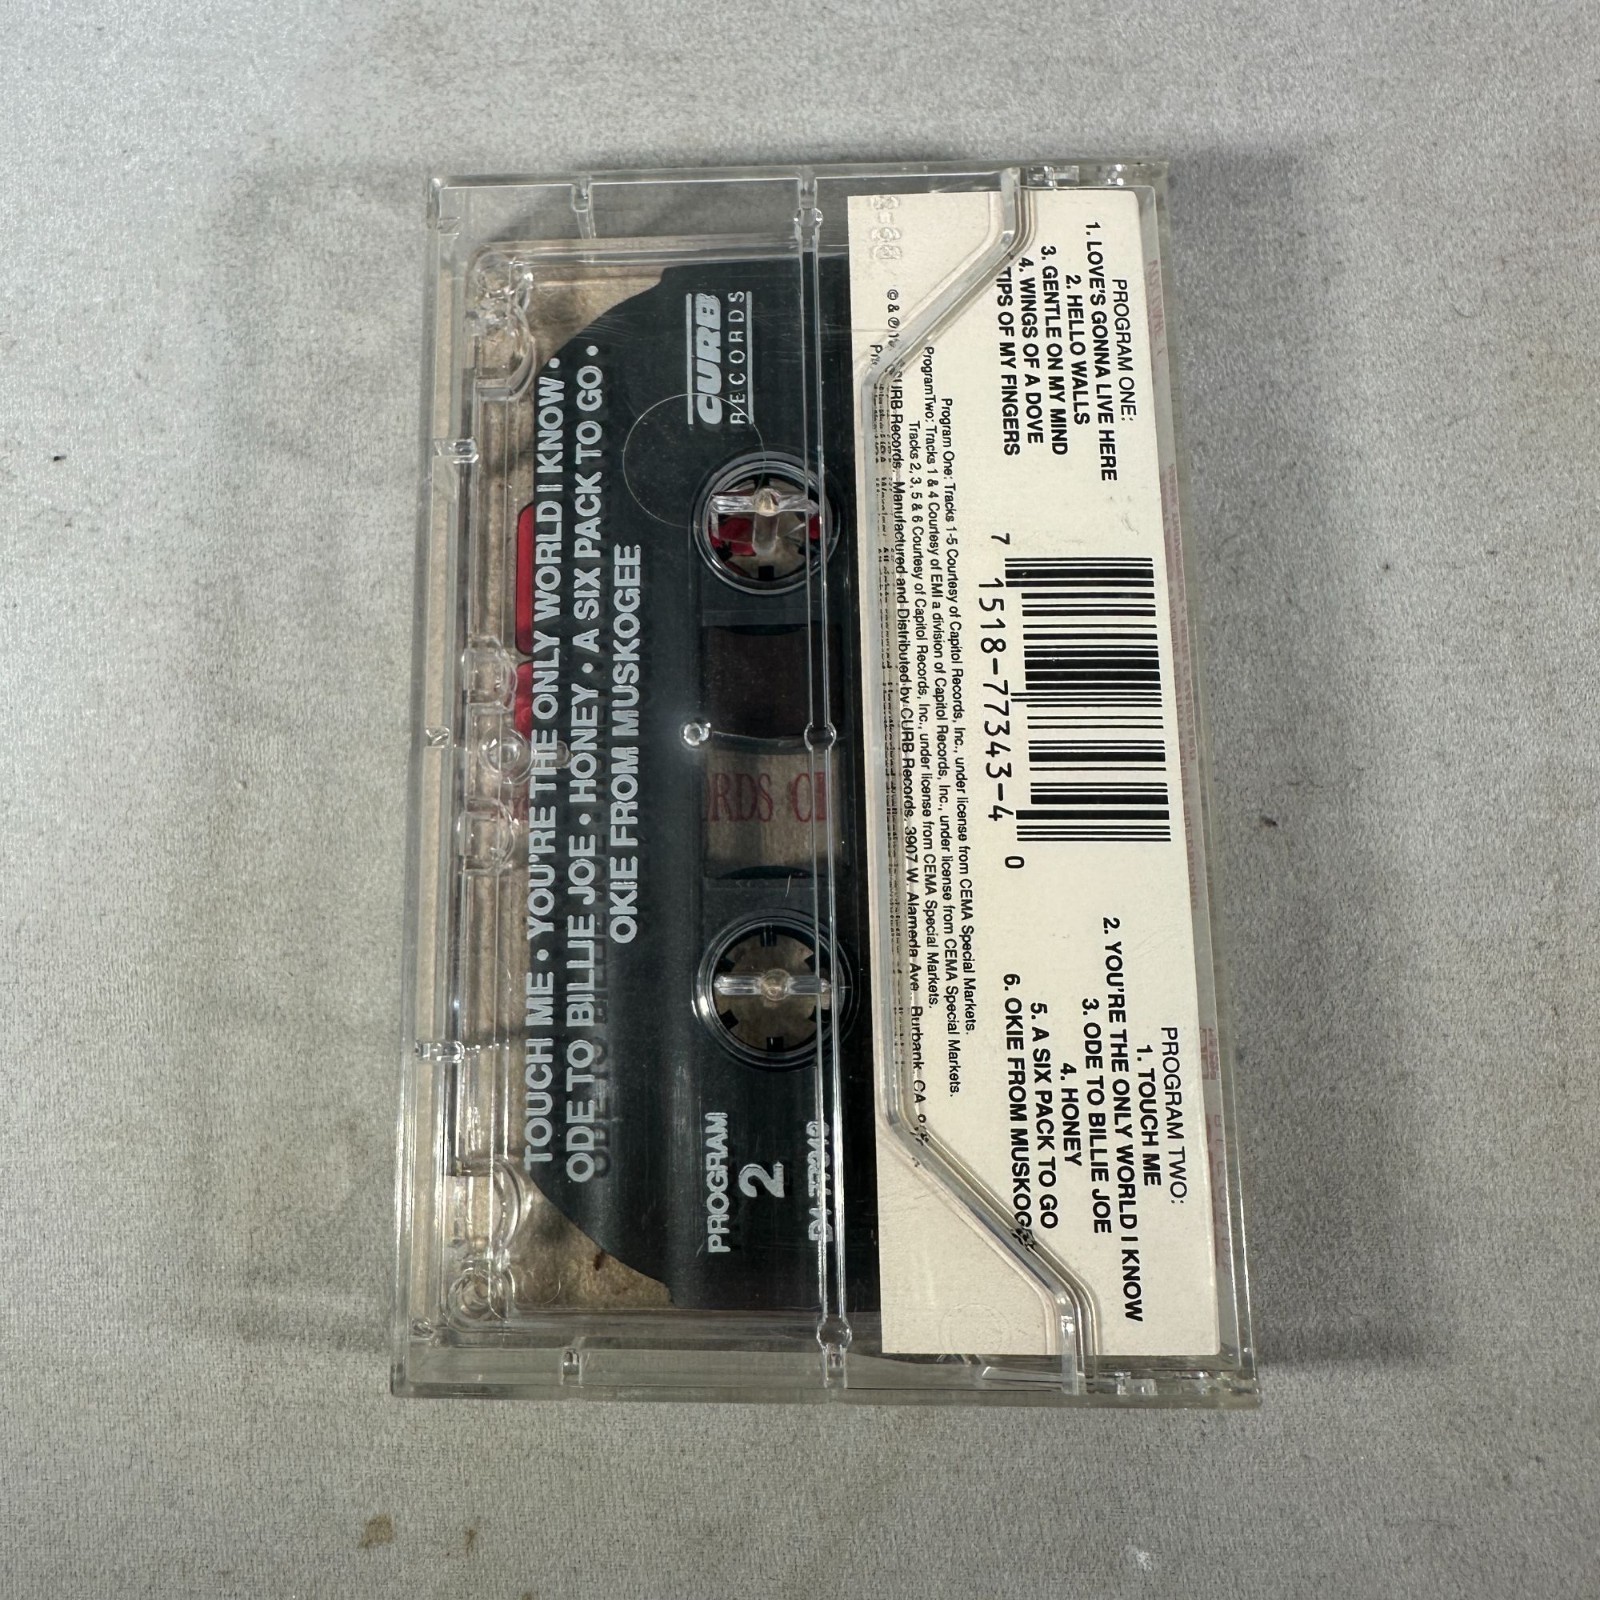 PROGRAM ONE:
1. LOVE'S GONNA LIVE HERE
2. HELLO WALLS
3. GENTLE ON MY MIND
4. WINGS OF A DOVE
TIPS OF MY FINGERS
7 1518-77343-4 0
PROGRAM TWO:
1. TOUCH ME
2. YOU'RE THE ONLY WORLD I KNOW
3. ODE TO BILLIE JOE
4. HONEY
5. A SIX PACK TO GO
6. OKIE FROM MUSKOGEE
Program One: Tracks 1-5 Courtesy of Capitol Records, Inc., under license from CEMA Special Markets.
Program Two: Tracks 1 & 4 Courtesy of EMI a division of Capitol Records, Inc., under license from CEMA Special Markets.
Tracks 2, 3, 5 & 6 Courtesy of Capitol Records, Inc., under license from CEMA Special Markets.
© & ℗ CURB Records. Manufactured and Distributed by CURB Records, 3907 W. Alameda Ave., Burbank, CA
CURB
RECORDS
TOUCH ME • YOU'RE THE ONLY WORLD I KNOW •
ODE TO BILLIE JOE • HONEY • A SIX PACK TO GO •
OKIE FROM MUSKOGEE
PROGRAM
2